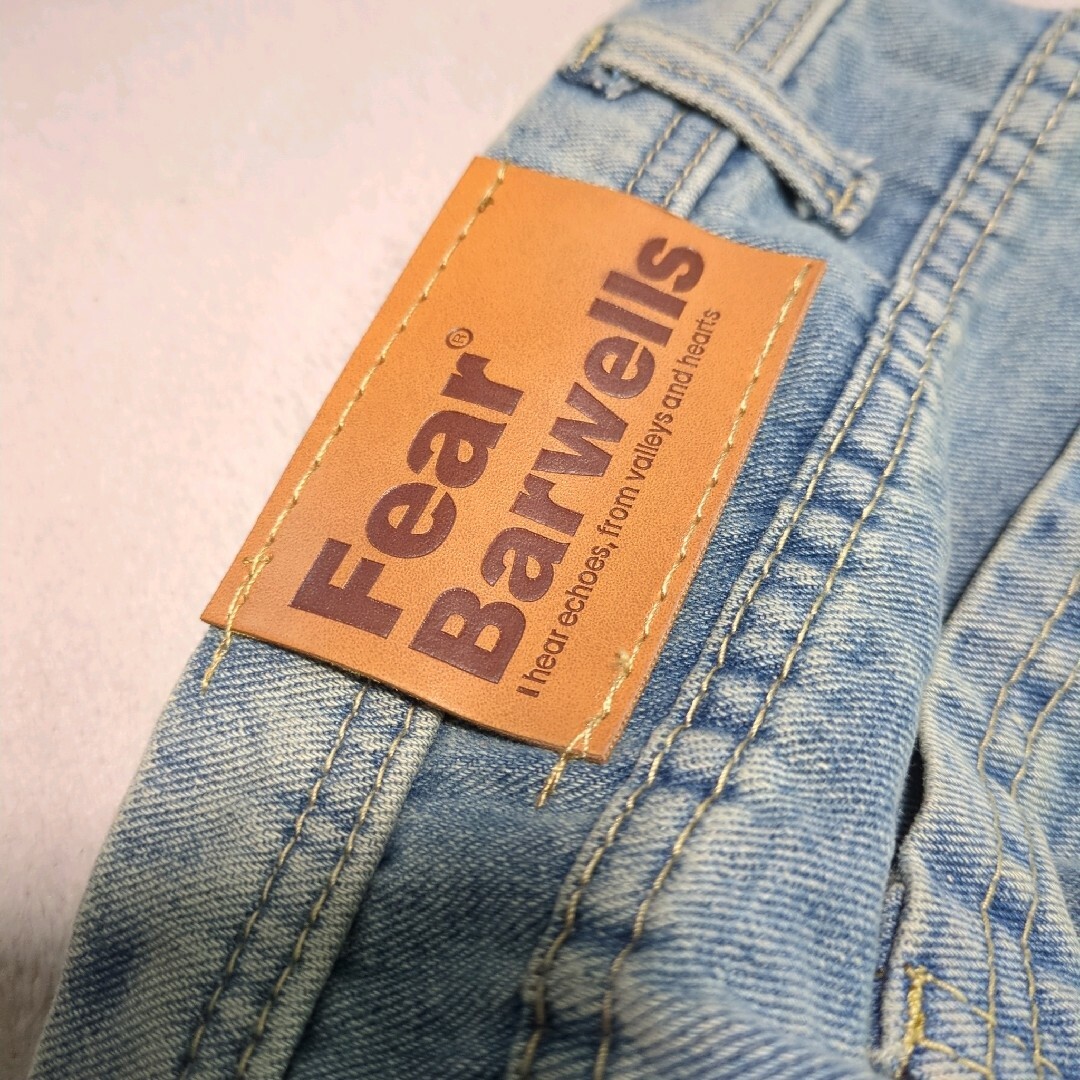 Fear®
Barwells
I hear echoes, from valleys and hearts